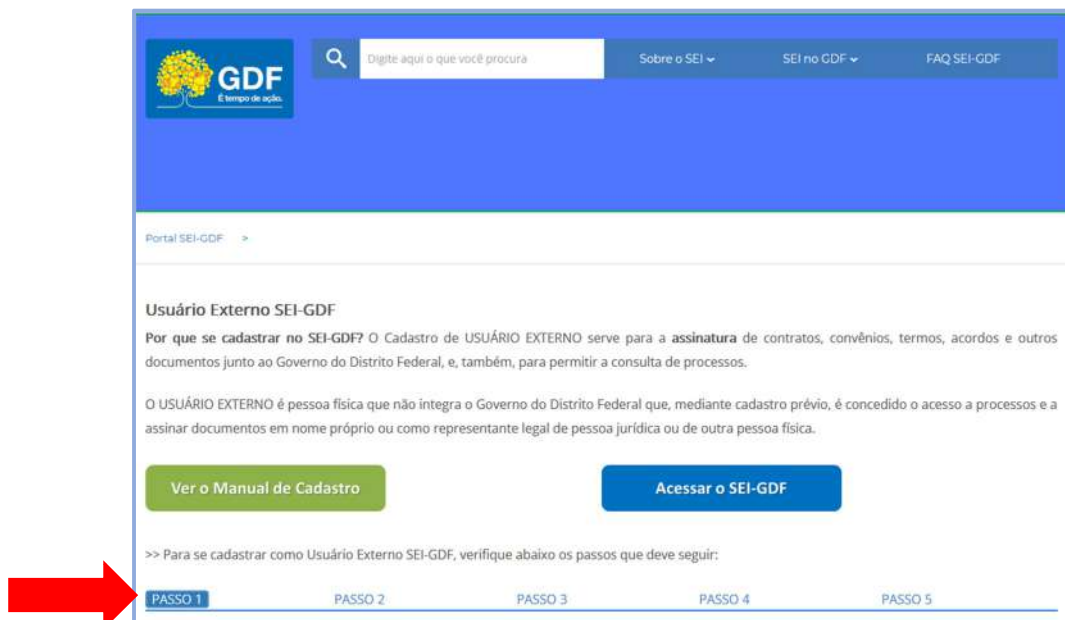 GDF
É tempo de ação.
Digite aqui o que você procura
Sobre o SEI
SEI no GDF
FAQ SEI-GDF
Portal SEI-GDF >
Usuário Externo SEI-GDF
Por que se cadastrar no SEI-GDF? O Cadastro de USUÁRIO EXTERNO serve para a assinatura de contratos, convênios, termos, acordos e outros
documentos junto ao Governo do Distrito Federal, e, também, para permitir a consulta de processos.
O USUÁRIO EXTERNO é pessoa física que não integra o Governo do Distrito Federal que, mediante cadastro prévio, é concedido o acesso a processos e a
assinar documentos em nome próprio ou como representante legal de pessoa jurídica ou de outra pessoa física.
Ver o Manual de Cadastro
Acessar o SEI-GDF
>> Para se cadastrar como Usuário Externo SEI-GDF, verifique abaixo os passos que deve seguir:
PASSO 1
PASSO 2
PASSO 3
PASSO 4
PASSO 5